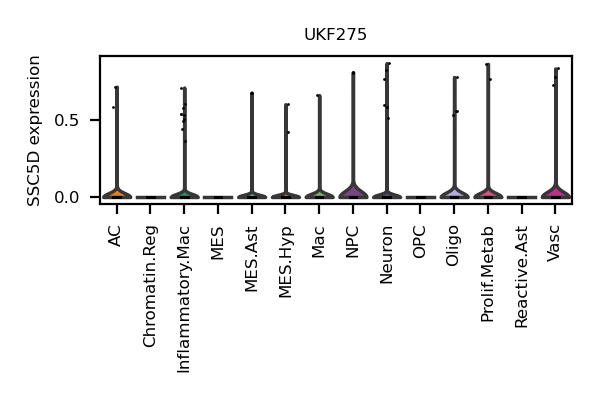 UKF275
SSC5D expression
0.5
0.0
AC
Chromatin.Reg
Inflammatory.Mac
MES
MES.Ast
MES.Hyp
Mac
NPC
Neuron
OPC
Oligo
Prolif.Metab
Reactive.Ast
Vasc